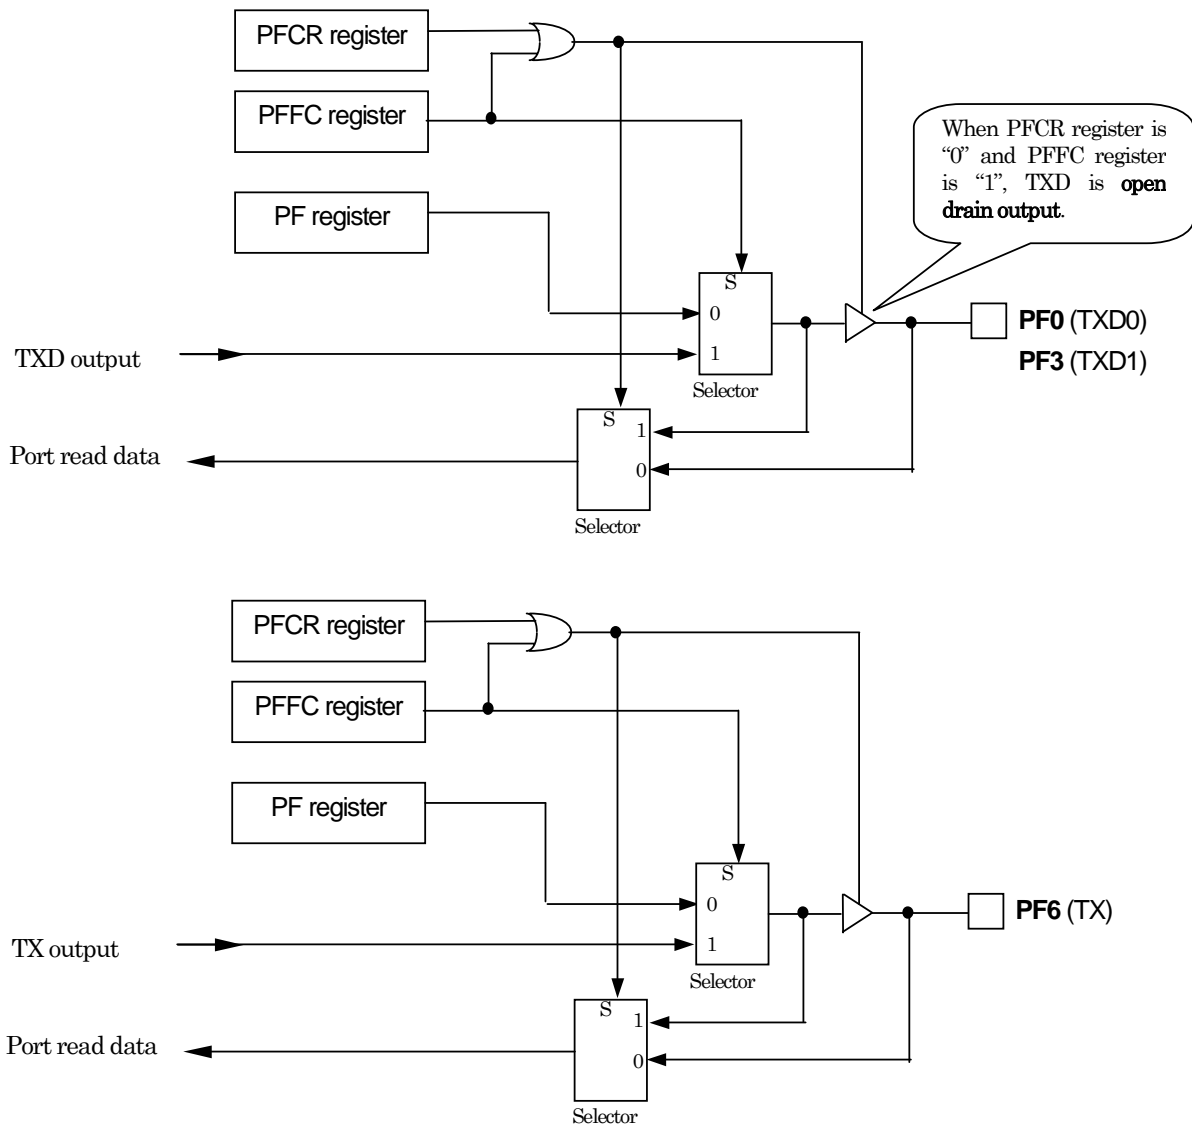 PFCR register
PFFC register
When PFCR register is
“0” and PFFC register
is “1”, TXD is open
drain output.
PF register
S
0
PF0 (TXD0)
TXD output
1
PF3 (TXD1)
Selector
S
1
Port read data
0
Selector
PFCR register
PFFC register
PF register
S
0
PF6 (TX)
TX output
1
Selector
S
1
Port read data
0
Selector